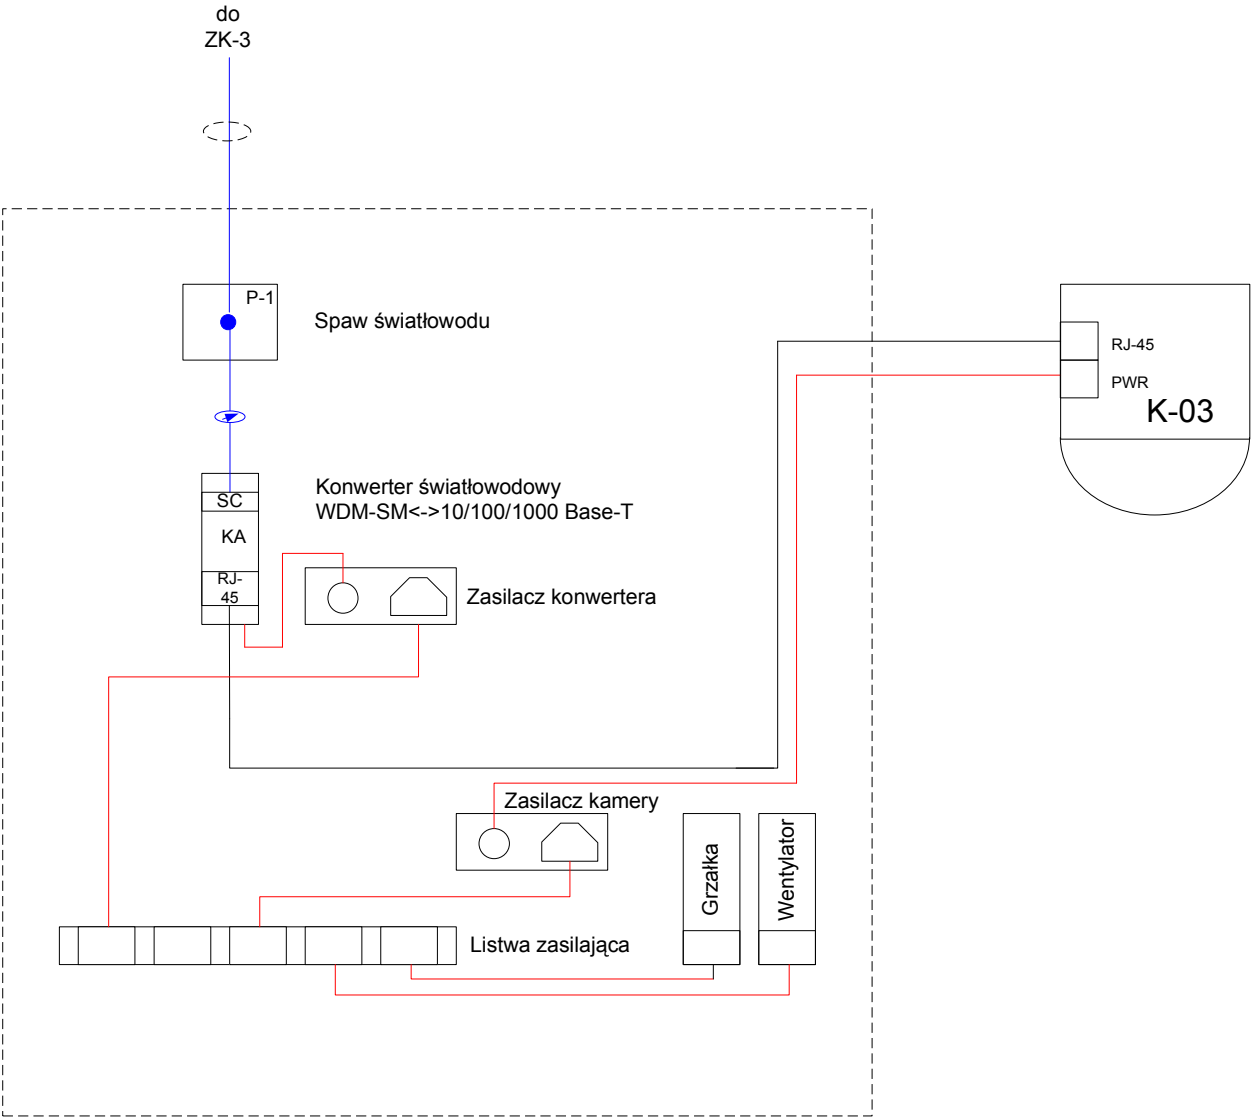 do
ZK-3
P-1
Spaw światłowodu
RJ-45
PWR
K-03
SC
KA
RJ-
45
Konwerter światłowodowy
WDM-SM<->10/100/1000 Base-T
Zasilacz konwertera
Zasilacz kamery
Grzałka
Wentylator
Listwa zasilająca